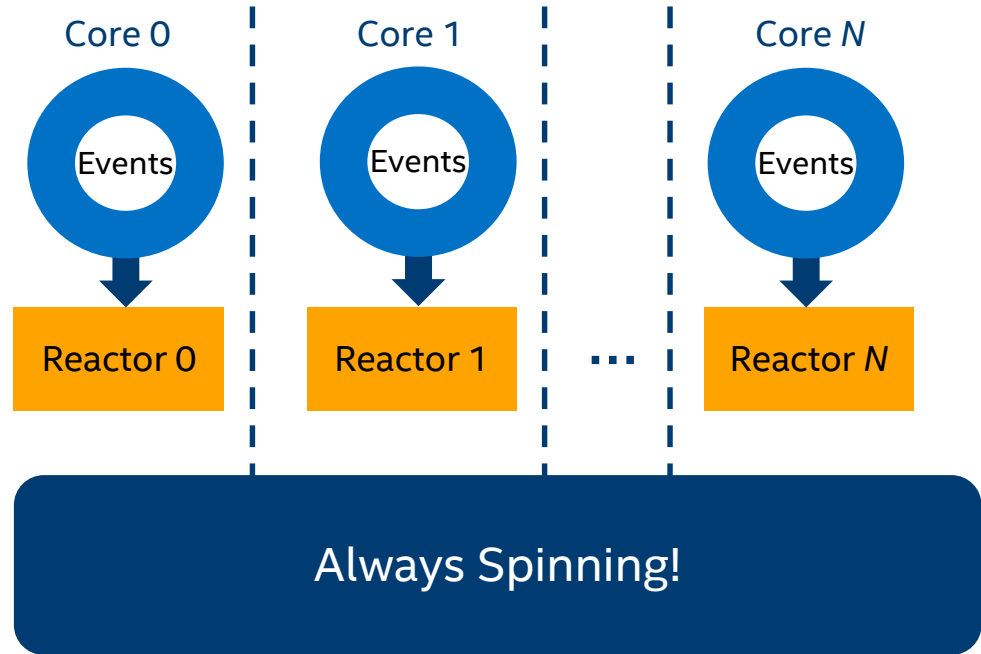 Core 0
Core 1
Core N
Events
Events
Events
Reactor 0
Reactor 1
...
Reactor N
Always Spinning!